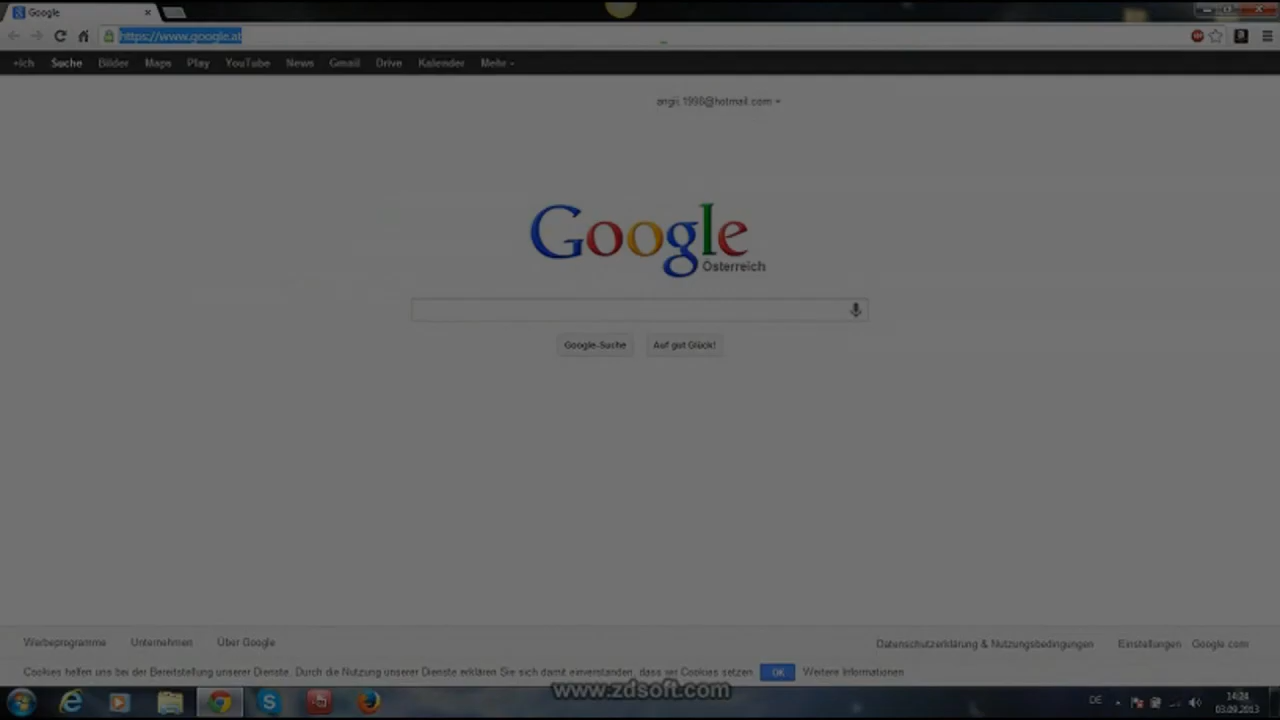 Google
https://www.google.at
+Ich Suche Bilder Maps Play YouTube News Gmail Drive Kalender Mehr
angii.1998@hotmail.com
Google
Österreich
Google-Suche Auf gut Glück!
Werbeprogramme Unternehmen Über Google Datenschutzerklärung & Nutzungsbedingungen Einstellungen Google.com
Cookies helfen uns bei der Bereitstellung unserer Dienste. Durch die Nutzung unserer Dienste erklären Sie sich damit einverstanden, dass wir Cookies setzen. OK Weitere Informationen
www.zdsoft.com
DE 14:24
03.09.2013